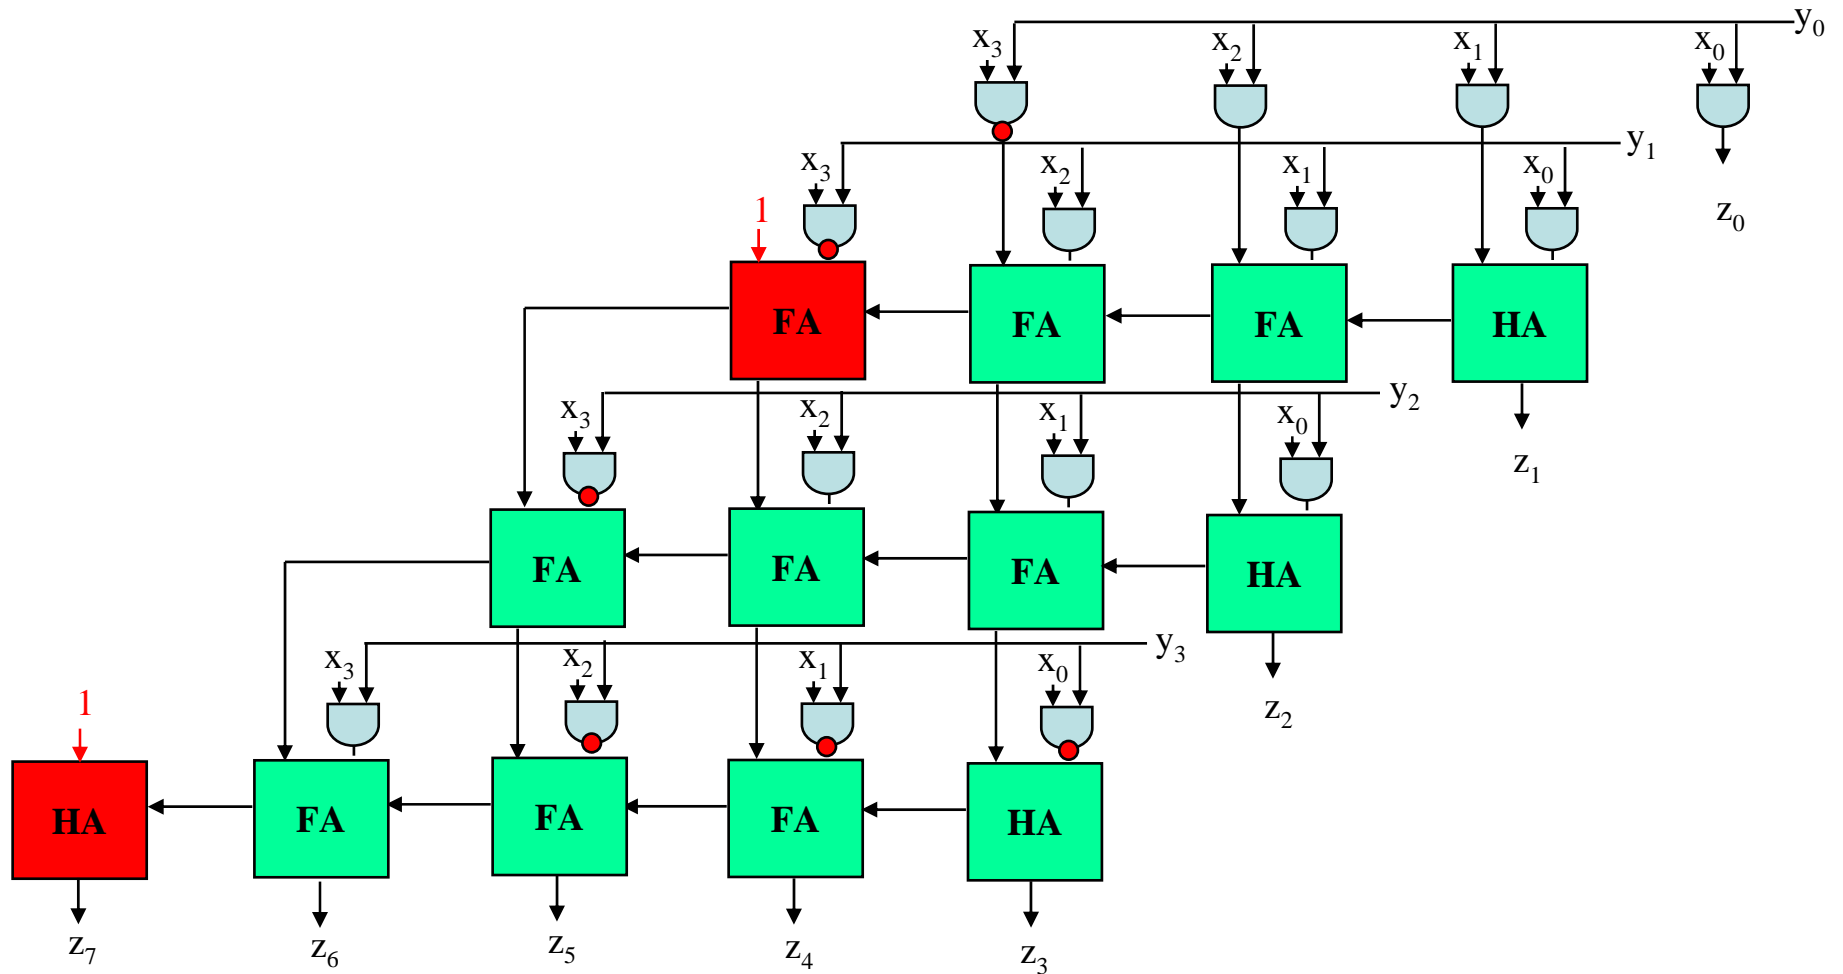 y0
x3 x2 x1 x0
y1
x3 x2 x1 x0
1
z0
FA FA FA HA
y2
x3 x2 x1 x0
z1
FA FA FA HA
y3
x3 x2 x1 x0
1
z2
HA FA FA FA HA
z7 z6 z5 z4 z3